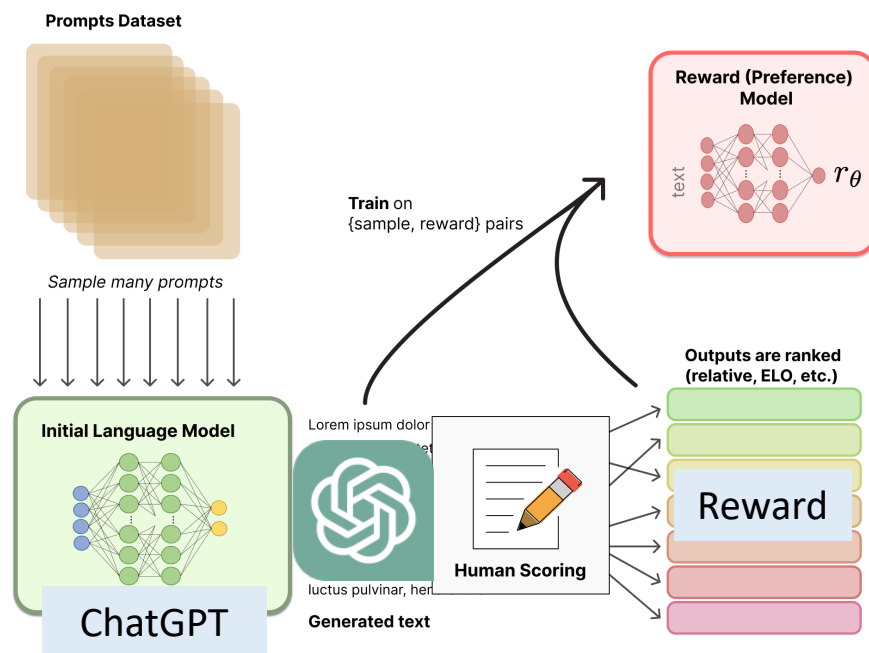 Prompts Dataset
Reward (Preference)
Model
text
rθ
Train on
{sample, reward} pairs
Sample many prompts
Outputs are ranked
(relative, ELO, etc.)
Initial Language Model
Lorem ipsum dolor
Reward
Human Scoring
luctus pulvinar,
ChatGPT
Generated text